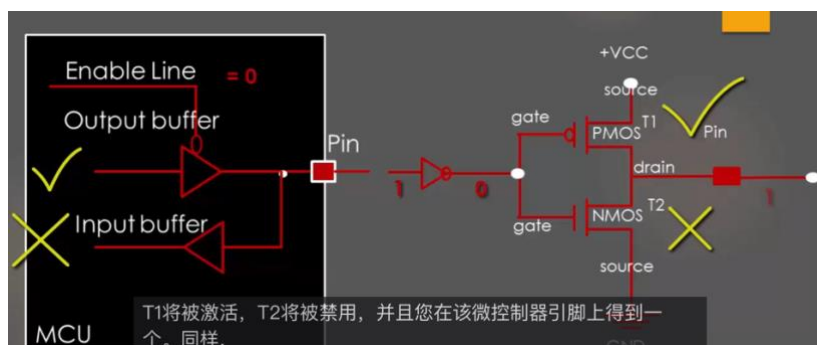 Enable Line = 0
Output buffer
0
Pin
Input buffer
MCU
1
0
+VCC
source
gate
PMOS T1
Pin
drain
1
NMOS T2
gate
source
GND
T1将被激活，T2将被禁用，并且您在该微控制器引脚上得到一
个。同样，